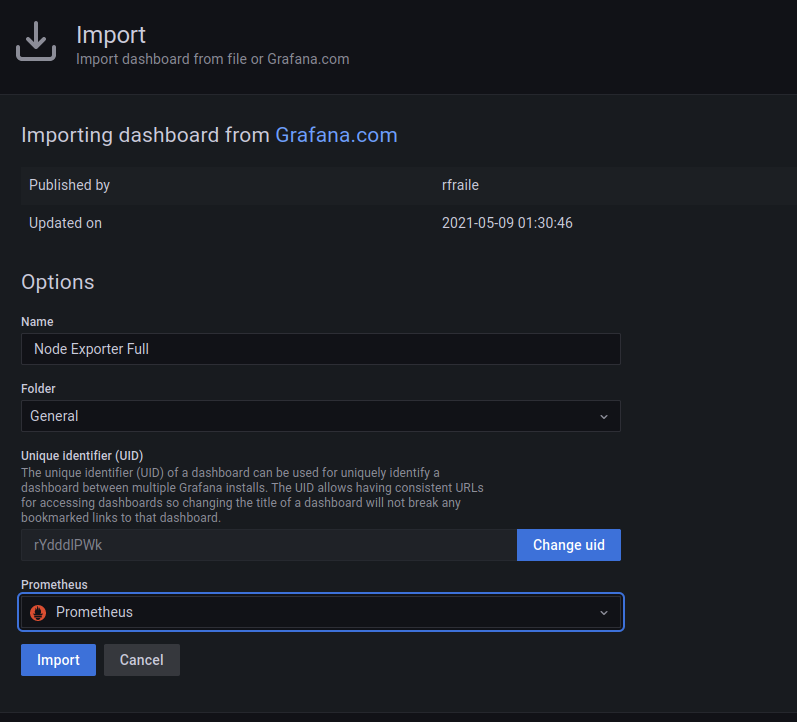 Import
Import dashboard from file or Grafana.com
Importing dashboard from Grafana.com
Published by rfraile
Updated on 2021-05-09 01:30:46
Options
Name
Node Exporter Full
Folder
General
Unique identifier (UID)
The unique identifier (UID) of a dashboard can be used for uniquely identify a
dashboard between multiple Grafana installs. The UID allows having consistent URLs
for accessing dashboards so changing the title of a dashboard will not break any
bookmarked links to that dashboard.
rYdddlPWk Change uid
Prometheus
Prometheus
Import Cancel